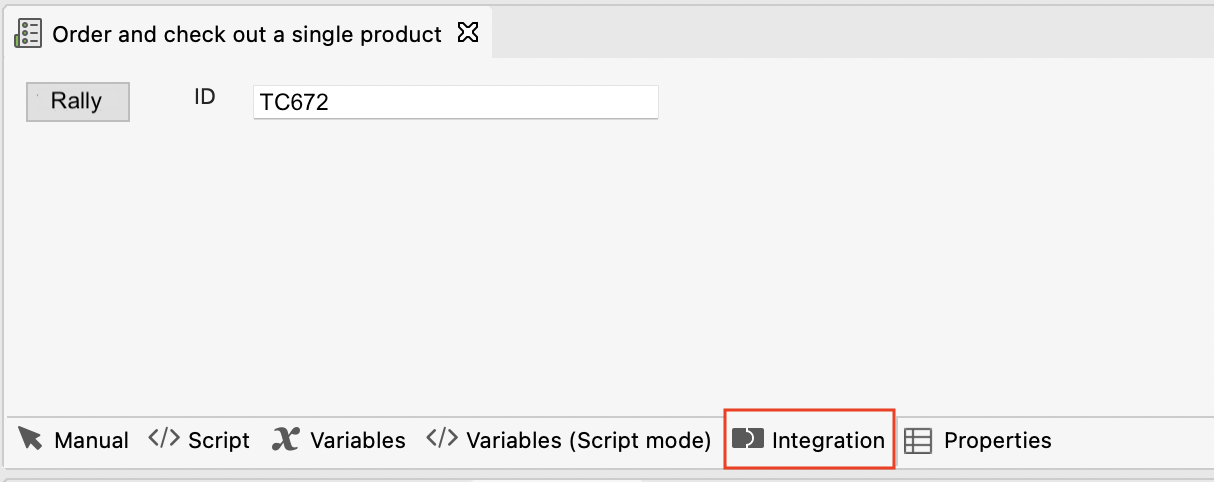 Order and check out a single product
Rally ID TC672
Manual </> Script Variables </> Variables (Script mode) Integration Properties